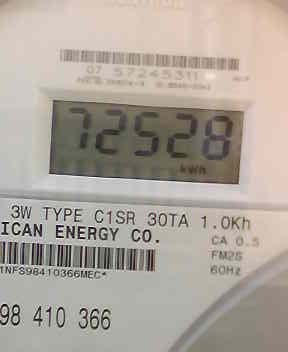 07 57245311
72528
kWh
3W TYPE C1SR 30TA 1.0Kh
ICAN ENERGY CO.
CA 0.5
FM2S
60Hz
1NFS98410366MEC*
98 410 366